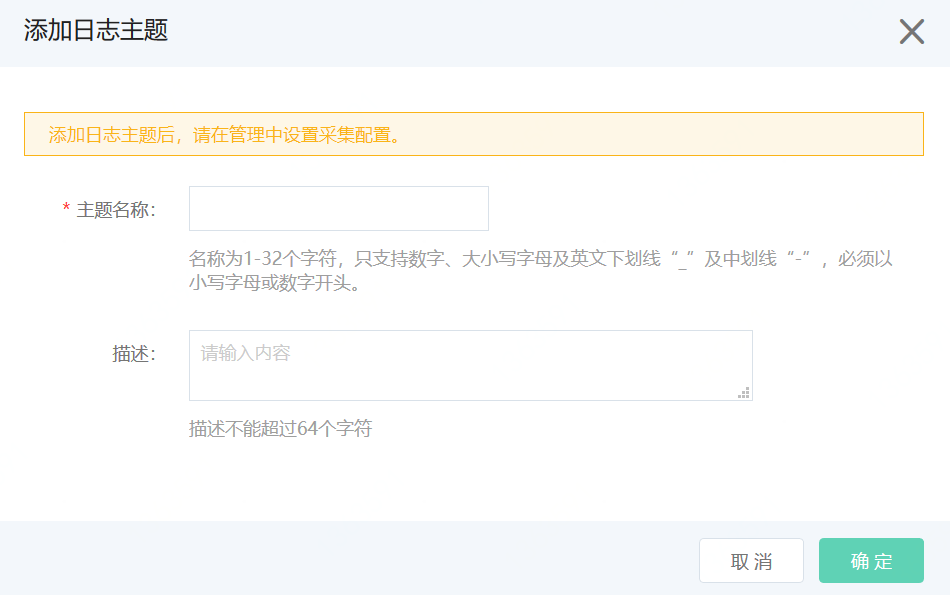 添加日志主题
添加日志主题后，请在管理中设置采集配置。
* 主题名称：
名称为1-32个字符，只支持数字、大小写字母及英文下划线“_”及中划线“-”，必须以
小写字母或数字开头。
描述：
请输入内容
描述不能超过64个字符
取 消
确 定